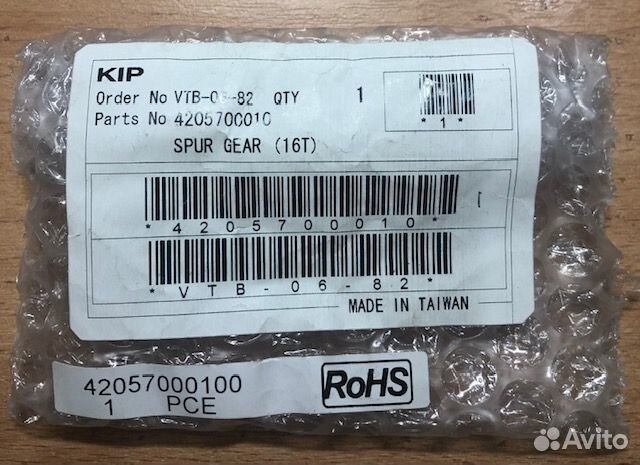 KIP
Order No VTB-06-82 QTY 1
Parts No 4205700010 *1*
SPUR GEAR (16T)
*4205700010* 1
*VTB-06-82*
MADE IN TAIWAN
42057000100
1 PCE
RoHS
Avito